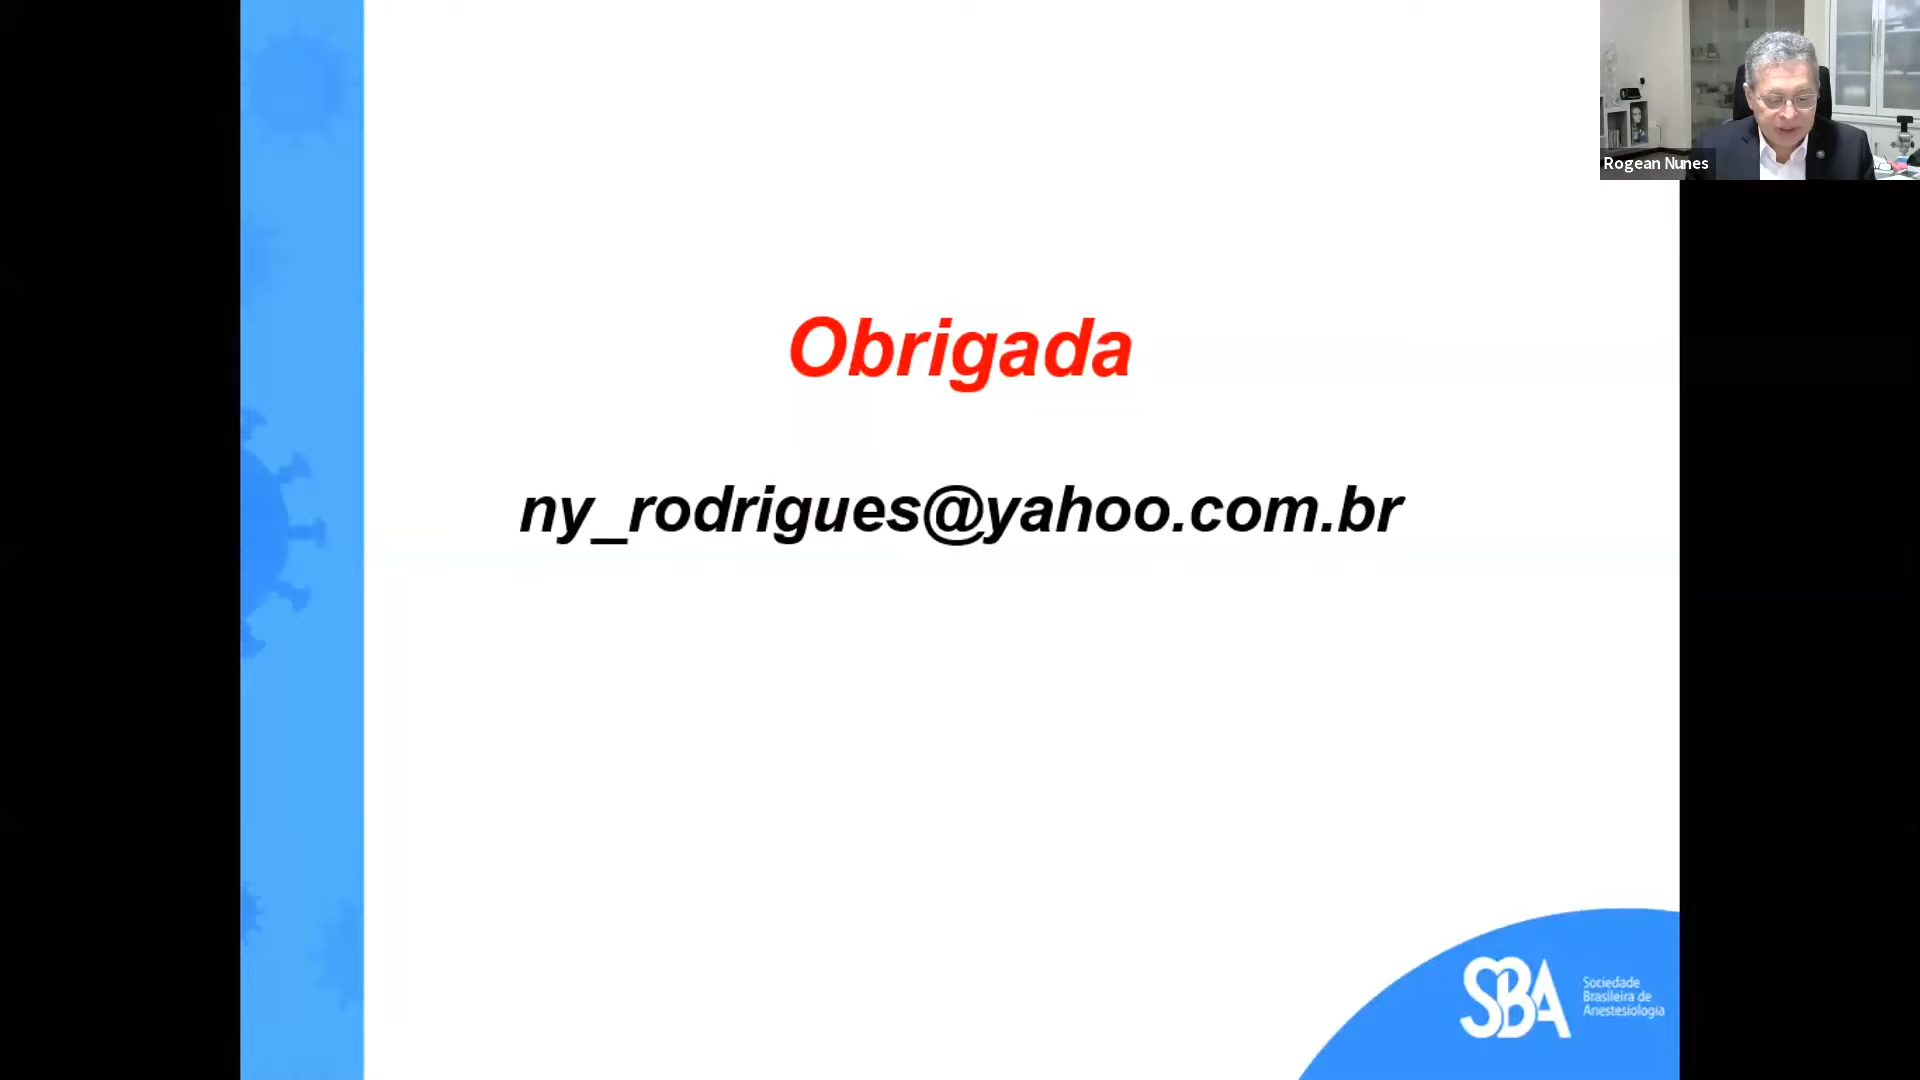 Rogean Nunes
Obrigada
ny_rodrigues@yahoo.com.br
SBA
Sociedade
Brasileira de
Anestesiologia